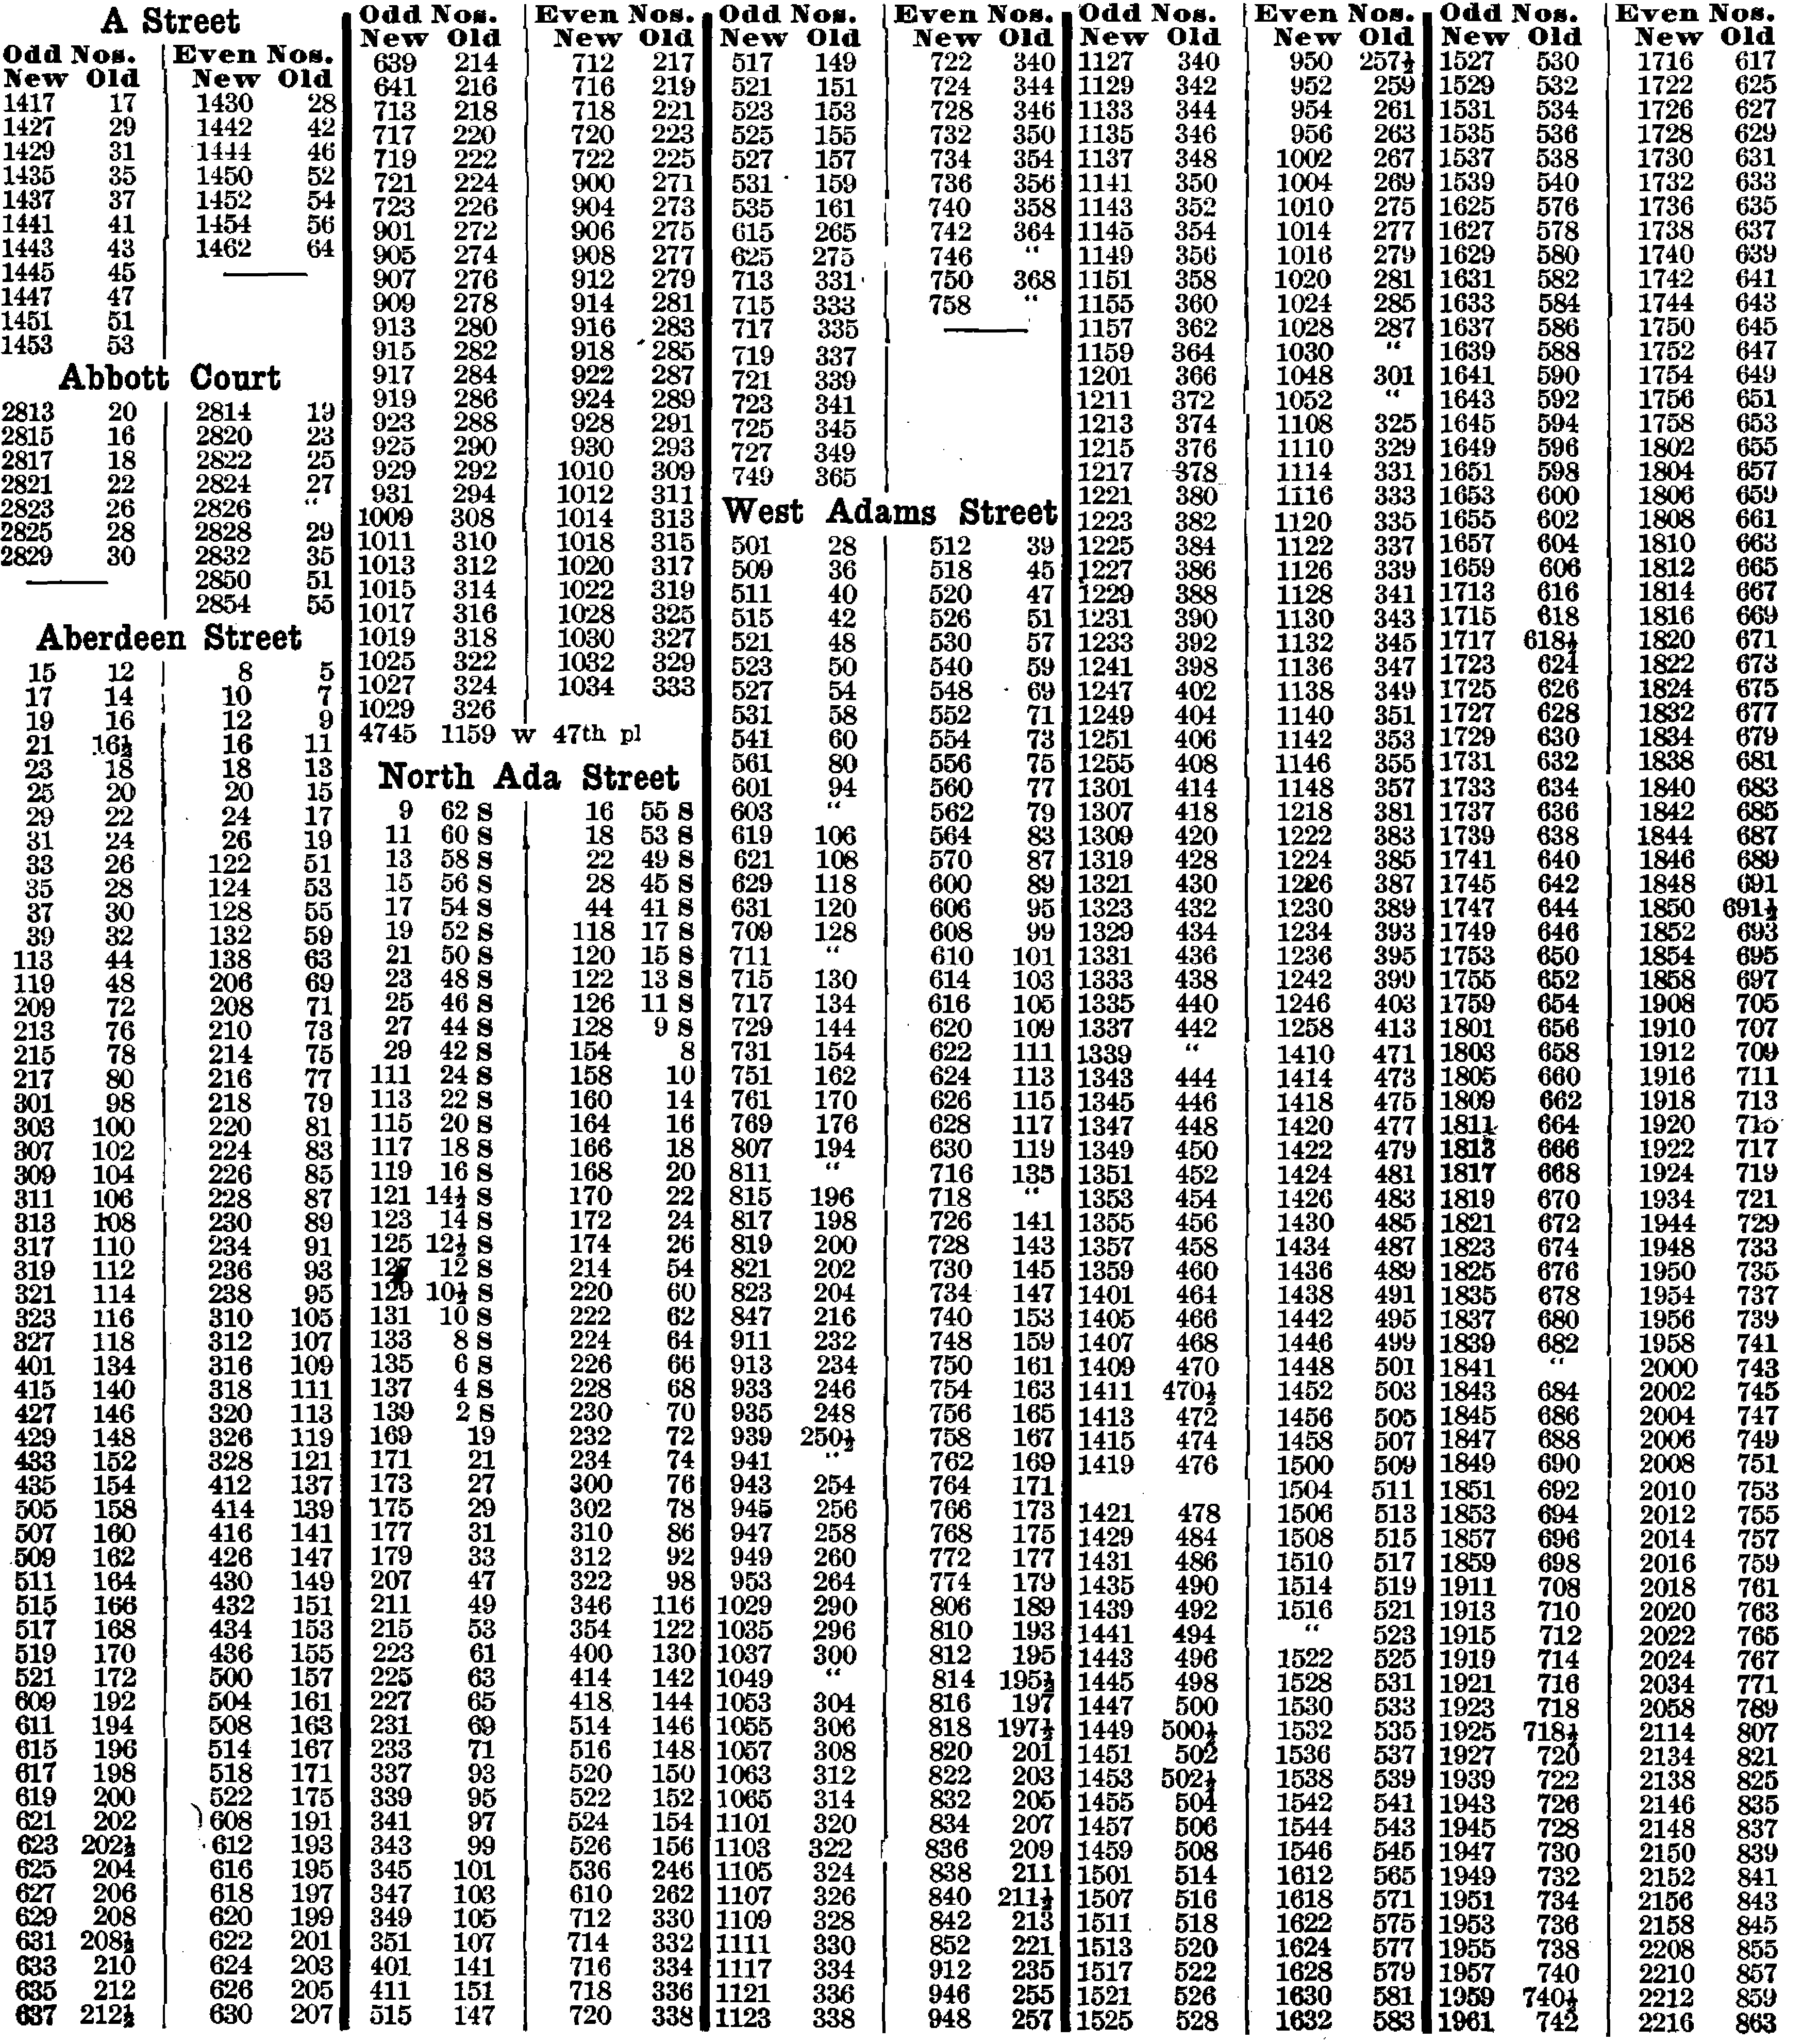 A Street
Odd Nos. Even Nos.
New Old New Old
1417 17 1430 28
1427 29 1442 42
1429 31 1444 46
1435 35 1450 52
1437 37 1452 54
1441 41 1454 56
1443 43 1462 64
1445 45
1447 47
1451 51
1453 53
Abbott Court
2813 20 2814 19
2815 16 2820 23
2817 18 2822 25
2821 22 2824 27
2823 26 2826 "
2825 28 2828 29
2829 30 2832 35
2850 51
2854 55
Aberdeen Street
15 12 8 5
17 14 10 7
19 16 12 9
21 16½ 16 11
23 18 18 13
25 20 20 15
29 22 24 17
31 24 26 19
33 26 122 51
35 28 124 53
37 30 128 55
39 32 132 59
113 44 138 63
119 48 206 69
209 72 208 71
213 76 210 73
215 78 214 75
217 80 216 77
301 98 218 79
303 100 220 81
307 102 224 83
309 104 226 85
311 106 228 87
313 108 230 89
317 110 234 91
319 112 236 93
321 114 238 95
323 116 310 105
327 118 312 107
401 134 316 109
415 140 318 111
427 146 320 113
429 148 326 119
433 152 328 121
435 154 412 137
505 158 414 139
507 160 416 141
509 162 426 147
511 164 430 149
515 166 432 151
517 168 434 153
519 170 436 155
521 172 500 157
609 192 504 161
611 194 508 163
615 196 514 167
617 198 518 171
619 200 522 175
621 202 608 191
623 202½ 612 193
625 204 616 195
627 206 618 197
629 208 620 199
631 208½ 622 201
633 210 624 203
635 212 626 205
637 212½ 630 207
Odd Nos. Even Nos.
New Old New Old
639 214 712 217
641 216 716 219
713 218 718 221
717 220 720 223
719 222 722 225
721 224 900 271
723 226 904 273
901 272 906 275
905 274 908 277
907 276 912 279
909 278 914 281
913 280 916 283
915 282 918 285
917 284 922 287
919 286 924 289
923 288 928 291
925 290 930 293
929 292 1010 309
931 294 1012 311
1009 308 1014 313
1011 310 1018 315
1013 312 1020 317
1015 314 1022 319
1017 316 1028 325
1019 318 1030 327
1025 322 1032 329
1027 324 1034 333
1029 326
4745 1159 w 47th pl
North Ada Street
9 62 S 16 55 S
11 60 S 18 53 S
13 58 S 22 49 S
15 56 S 28 45 S
17 54 S 44 41 S
19 52 S 118 17 S
21 50 S 120 15 S
23 48 S 122 13 S
25 46 S 126 11 S
27 44 S 128 9 S
29 42 S 154 8
111 24 S 158 10
113 22 S 160 14
115 20 S 164 16
117 18 S 166 18
119 16 S 168 20
121 14½ S 170 22
123 14 S 172 24
125 12½ S 174 26
127 12 S 214 54
129 10½ S 220 60
131 10 S 222 62
133 8 S 224 64
135 6 S 226 66
137 4 S 228 68
139 2 S 230 70
169 19 232 72
171 21 234 74
173 27 300 76
175 29 302 78
177 31 310 86
179 33 312 92
207 47 322 98
211 49 346 116
215 53 354 122
223 61 400 130
225 63 414 142
227 65 418 144
231 69 514 146
233 71 516 148
337 93 520 150
339 95 522 152
341 97 524 154
343 99 526 156
345 101 536 246
347 103 610 262
349 105 712 330
351 107 714 332
401 141 716 334
411 151 718 336
515 147 720 338
Odd Nos. Even Nos.
New Old New Old
517 149 722 340
521 151 724 344
523 153 728 346
525 155 732 350
527 157 734 354
531 159 736 356
535 161 740 358
615 265 742 364
625 275 746 "
713 331 750 368
715 333 758 "
717 335
719 337
721 339
723 341
725 345
727 349
749 365
West Adams Street
501 28 512 39
509 36 518 45
511 40 520 47
515 42 526 51
521 48 530 57
523 50 540 59
527 54 548 69
531 58 552 71
541 60 554 73
561 80 556 75
601 94 560 77
603 " 562 79
619 106 564 83
621 108 570 87
629 118 600 89
631 120 606 95
709 128 608 99
711 " 610 101
715 130 614 103
717 134 616 105
729 144 620 109
731 154 622 111
751 162 624 113
761 170 626 115
769 176 628 117
807 194 630 119
811 " 716 135
815 196 718 "
817 198 726 141
819 200 728 143
821 202 730 145
823 204 734 147
847 216 740 153
911 232 748 159
913 234 750 161
933 246 754 163
935 248 756 165
939 250½ 758 167
941 " 762 169
943 254 764 171
945 256 766 173
947 258 768 175
949 260 772 177
953 264 774 179
1029 290 806 189
1035 296 810 193
1037 300 812 195
1049 " 814 195½
1053 304 816 197
1055 306 818 197½
1057 308 820 201
1063 312 822 203
1065 314 832 205
1101 320 834 207
1103 322 836 209
1105 324 838 211
1107 326 840 211½
1109 328 842 213
1111 330 852 221
1117 334 912 235
1121 336 946 255
1123 338 948 257
Odd Nos. Even Nos.
New Old New Old
1127 340 950 257½
1129 342 952 259
1133 344 954 261
1135 346 956 263
1137 348 1002 267
1141 350 1004 269
1143 352 1010 275
1145 354 1014 277
1149 356 1016 279
1151 358 1020 281
1155 360 1024 285
1157 362 1028 287
1159 364 1030 "
1201 366 1048 301
1211 372 1052 "
1213 374 1108 325
1215 376 1110 329
1217 378 1114 331
1221 380 1116 333
1223 382 1120 335
1225 384 1122 337
1227 386 1126 339
1229 388 1128 341
1231 390 1130 343
1233 392 1132 345
1241 398 1136 347
1247 402 1138 349
1249 404 1140 351
1251 406 1142 353
1255 408 1146 355
1301 414 1148 357
1307 418 1218 381
1309 420 1222 383
1319 428 1224 385
1321 430 1226 387
1323 432 1230 389
1329 434 1234 393
1331 436 1236 395
1333 438 1242 399
1335 440 1246 403
1337 442 1258 413
1339 " 1410 471
1343 444 1414 473
1345 446 1418 475
1347 448 1420 477
1349 450 1422 479
1351 452 1424 481
1353 454 1426 483
1355 456 1430 485
1357 458 1434 487
1359 460 1436 489
1401 464 1438 491
1405 466 1442 495
1407 468 1446 499
1409 470 1448 501
1411 470½ 1452 503
1413 472 1456 505
1415 474 1458 507
1419 476 1500 509
1504 511
1421 478 1506 513
1429 484 1508 515
1431 486 1510 517
1435 490 1514 519
1439 492 1516 521
1441 494 " 523
1443 496 1522 525
1445 498 1528 531
1447 500 1530 533
1449 500½ 1532 535
1451 502 1536 537
1453 502½ 1538 539
1455 504 1542 541
1457 506 1544 543
1459 508 1546 545
1501 514 1612 565
1507 516 1618 571
1511 518 1622 575
1513 520 1624 577
1517 522 1628 579
1521 526 1630 581
1525 528 1632 583
Odd Nos. Even Nos.
New Old New Old
1527 530 1716 617
1529 532 1722 625
1531 534 1726 627
1535 536 1728 629
1537 538 1730 631
1539 540 1732 633
1625 576 1736 635
1627 578 1738 637
1629 580 1740 639
1631 582 1742 641
1633 584 1744 643
1637 586 1750 645
1639 588 1752 647
1641 590 1754 649
1643 592 1756 651
1645 594 1758 653
1649 596 1802 655
1651 598 1804 657
1653 600 1806 659
1655 602 1808 661
1657 604 1810 663
1659 606 1812 665
1713 616 1814 667
1715 618 1816 669
1717 618½ 1820 671
1723 624 1822 673
1725 626 1824 675
1727 628 1832 677
1729 630 1834 679
1731 632 1838 681
1733 634 1840 683
1737 636 1842 685
1739 638 1844 687
1741 640 1846 689
1745 642 1848 691
1747 644 1850 691½
1749 646 1852 693
1753 650 1854 695
1755 652 1858 697
1759 654 1908 705
1801 656 1910 707
1803 658 1912 709
1805 660 1916 711
1809 662 1918 713
1811 664 1920 715
1813 666 1922 717
1817 668 1924 719
1819 670 1934 721
1821 672 1944 729
1823 674 1948 733
1825 676 1950 735
1835 678 1954 737
1837 680 1956 739
1839 682 1958 741
1841 " 2000 743
1843 684 2002 745
1845 686 2004 747
1847 688 2006 749
1849 690 2008 751
1851 692 2010 753
1853 694 2012 755
1857 696 2014 757
1859 698 2016 759
1911 708 2018 761
1913 710 2020 763
1915 712 2022 765
1919 714 2024 767
1921 716 2034 771
1923 718 2058 789
1925 718½ 2114 807
1927 720 2134 821
1939 722 2138 825
1943 726 2146 835
1945 728 2148 837
1947 730 2150 839
1949 732 2152 841
1951 734 2156 843
1953 736 2158 845
1955 738 2208 855
1957 740 2210 857
1959 740½ 2212 859
1961 742 2216 863